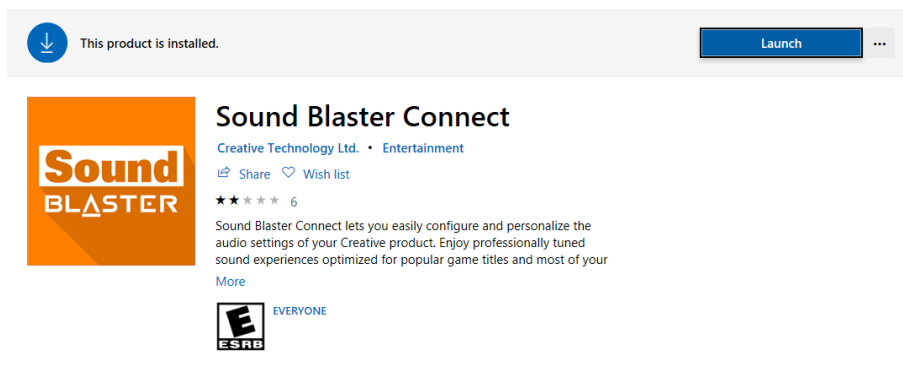 This product is installed.
Launch
Sound Blaster Connect
Creative Technology Ltd. • Entertainment
Share Wish list
6
Sound Blaster Connect lets you easily configure and personalize the
audio settings of your Creative product. Enjoy professionally tuned
sound experiences optimized for popular game titles and most of your
More
EVERYONE
E
ESRB
Sound
BLASTER